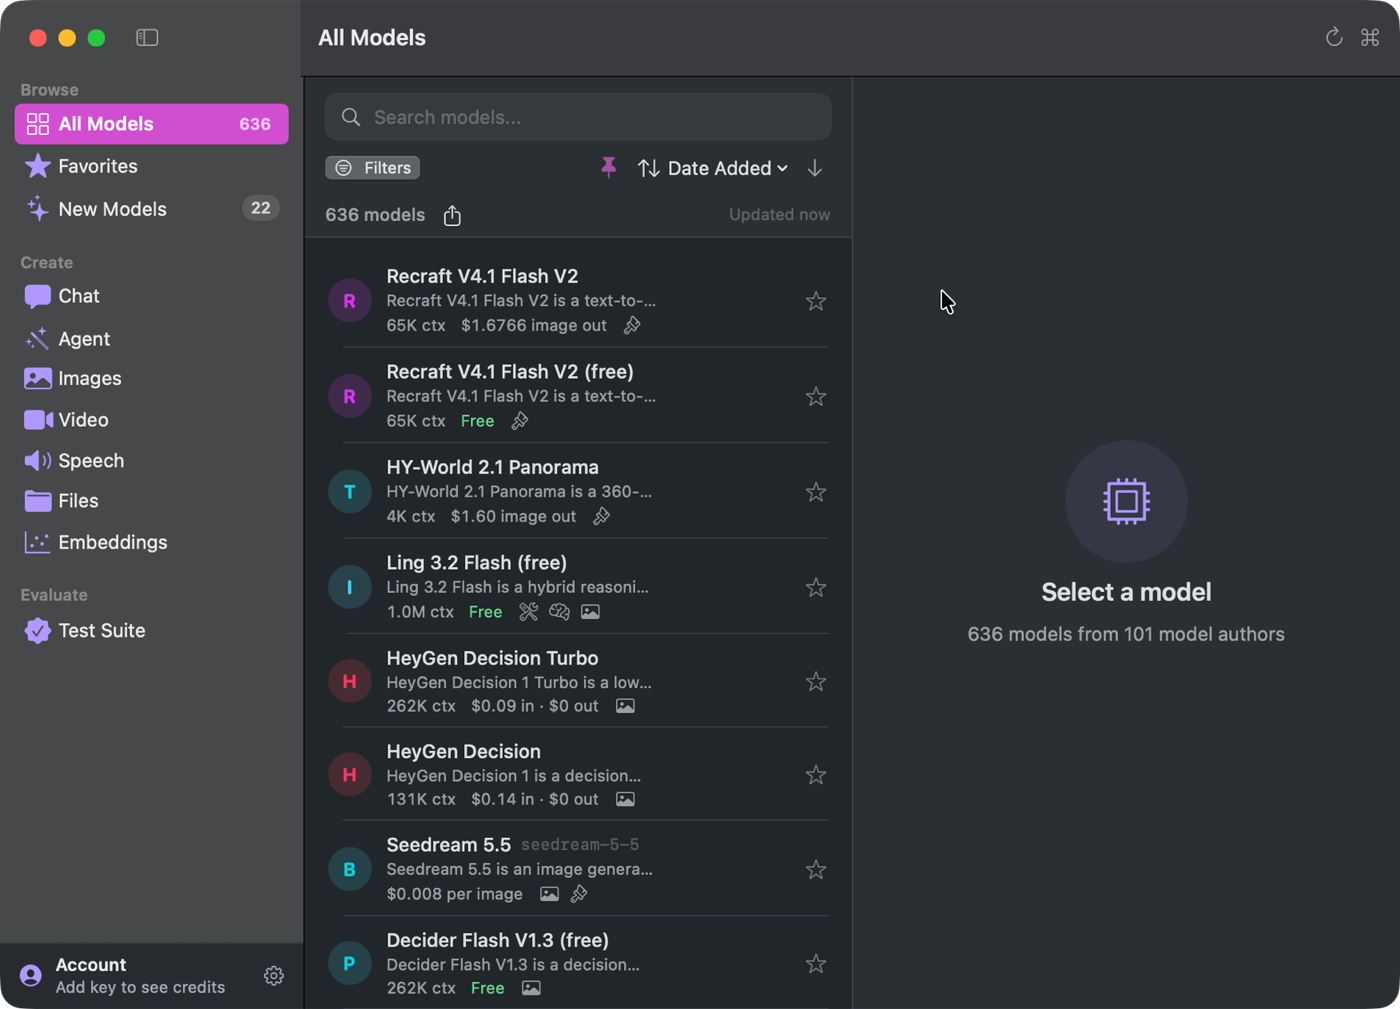 All Models
Browse
All Models 636
Favorites
New Models 22
Create
Chat
Agent
Images
Video
Speech
Files
Embeddings
Evaluate
Test Suite
Account
Add key to see credits
Search models...
Filters
Date Added
636 models
Updated now
R
Recraft V4.1 Flash V2
Recraft V4.1 Flash V2 is a text-to-...
65K ctx $1.6766 image out
R
Recraft V4.1 Flash V2 (free)
Recraft V4.1 Flash V2 is a text-to-...
65K ctx Free
T
HY-World 2.1 Panorama
HY-World 2.1 Panorama is a 360-...
4K ctx $1.60 image out
I
Ling 3.2 Flash (free)
Ling 3.2 Flash is a hybrid reasoni...
1.0M ctx Free
H
HeyGen Decision Turbo
HeyGen Decision 1 Turbo is a low...
262K ctx $0.09 in · $0 out
H
HeyGen Decision
HeyGen Decision 1 is a decision...
131K ctx $0.14 in · $0 out
B
Seedream 5.5 seedream-5-5
Seedream 5.5 is an image genera...
$0.008 per image
P
Decider Flash V1.3 (free)
Decider Flash V1.3 is a decision...
262K ctx Free
Select a model
636 models from 101 model authors